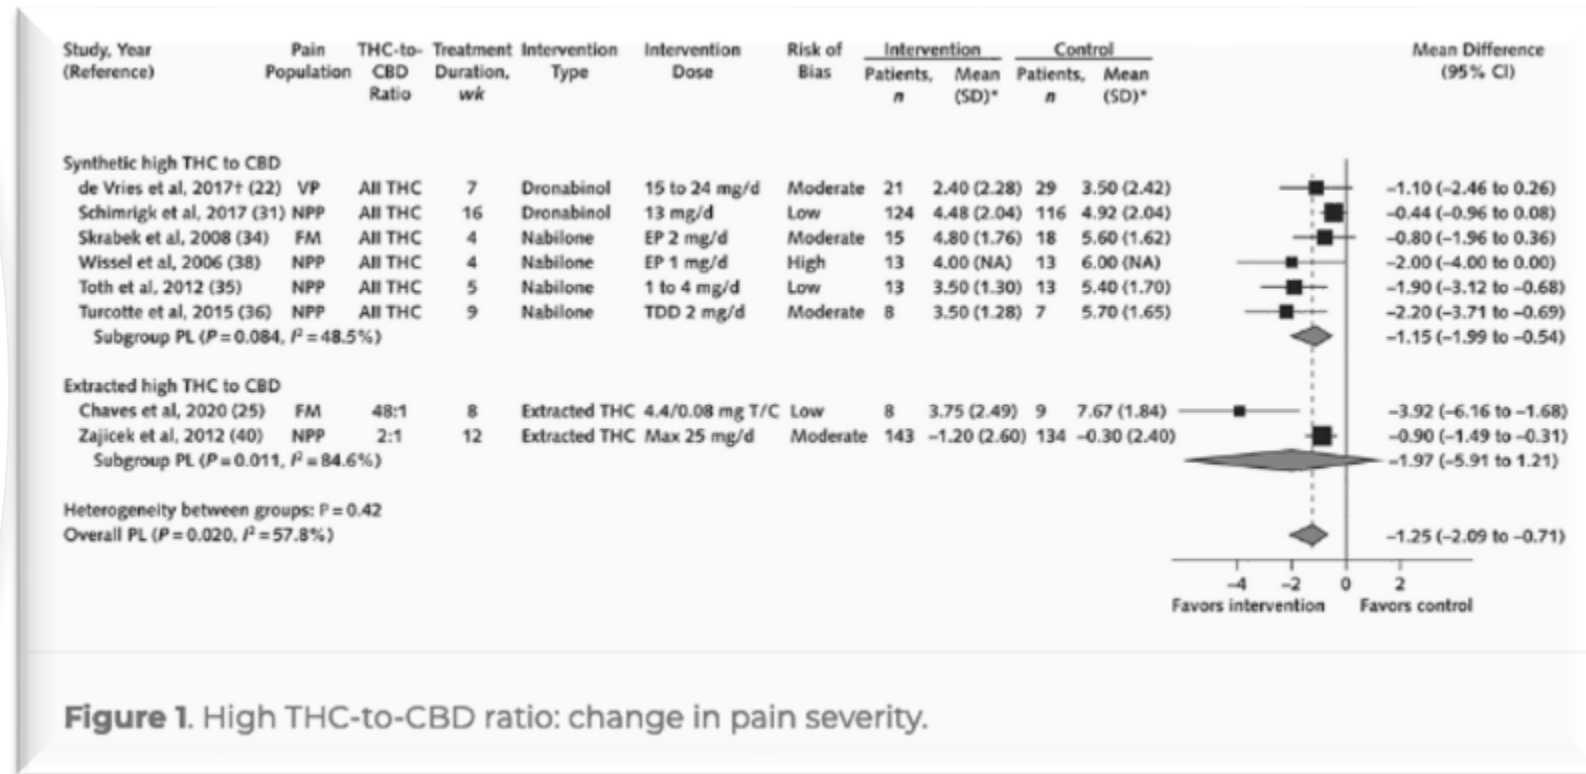 Study, Year Pain THC-to- Treatment Intervention Intervention Risk of Intervention Control Mean Difference
(Reference) Population CBD Duration, Type Dose Bias Patients, Mean Patients, Mean (95% CI)
Ratio wk n (SD)* n (SD)*
Synthetic high THC to CBD
de Vries et al, 2017† (22) VP All THC 7 Dronabinol 15 to 24 mg/d Moderate 21 2.40 (2.28) 29 3.50 (2.42) −1.10 (−2.46 to 0.26)
Schimrigk et al, 2017 (31) NPP All THC 16 Dronabinol 13 mg/d Low 124 4.48 (2.04) 116 4.92 (2.04) −0.44 (−0.96 to 0.08)
Skrabek et al, 2008 (34) FM All THC 4 Nabilone EP 2 mg/d Moderate 15 4.80 (1.76) 18 5.60 (1.62) −0.80 (−1.96 to 0.36)
Wissel et al, 2006 (38) NPP All THC 4 Nabilone EP 1 mg/d High 13 4.00 (NA) 13 6.00 (NA) −2.00 (−4.00 to 0.00)
Toth et al, 2012 (35) NPP All THC 5 Nabilone 1 to 4 mg/d Low 13 3.50 (1.30) 13 5.40 (1.70) −1.90 (−3.12 to −0.68)
Turcotte et al, 2015 (36) NPP All THC 9 Nabilone TDD 2 mg/d Moderate 8 3.50 (1.28) 7 5.70 (1.65) −2.20 (−3.71 to −0.69)
Subgroup PL (P = 0.084, I² = 48.5%) −1.15 (−1.99 to −0.54)
Extracted high THC to CBD
Chaves et al, 2020 (25) FM 48:1 8 Extracted THC 4.4/0.08 mg T/C Low 8 3.75 (2.49) 9 7.67 (1.84) −3.92 (−6.16 to −1.68)
Zajicek et al, 2012 (40) NPP 2:1 12 Extracted THC Max 25 mg/d Moderate 143 −1.20 (2.60) 134 −0.30 (2.40) −0.90 (−1.49 to −0.31)
Subgroup PL (P = 0.011, I² = 84.6%) −1.97 (−5.91 to 1.21)
Heterogeneity between groups: P = 0.42
Overall PL (P = 0.020, I² = 57.8%) −1.25 (−2.09 to −0.71)
−4 −2 0 2
Favors intervention Favors control
Figure 1. High THC-to-CBD ratio: change in pain severity.